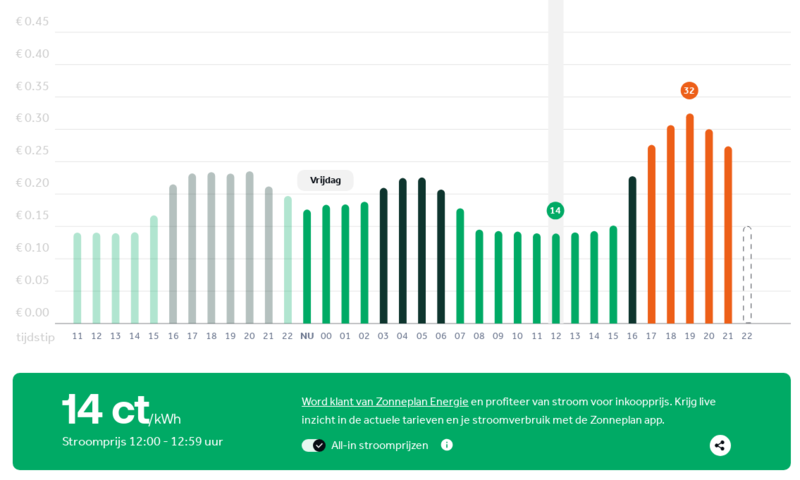 € 0.45
€ 0.40
€ 0.35
€ 0.30
€ 0.25
€ 0.20
€ 0.15
€ 0.10
€ 0.05
€ 0.00
32
Vrijdag
14
tijdstip 11 12 13 14 15 16 17 18 19 20 21 22 NU 00 01 02 03 04 05 06 07 08 09 10 11 12 13 14 15 16 17 18 19 20 21 22
14 ct/kWh
Stroomprijs 12:00 - 12:59 uur
Word klant van Zonneplan Energie en profiteer van stroom voor inkoopprijs. Krijg live
inzicht in de actuele tarieven en je stroomverbruik met de Zonneplan app.
All-in stroomprijzen i